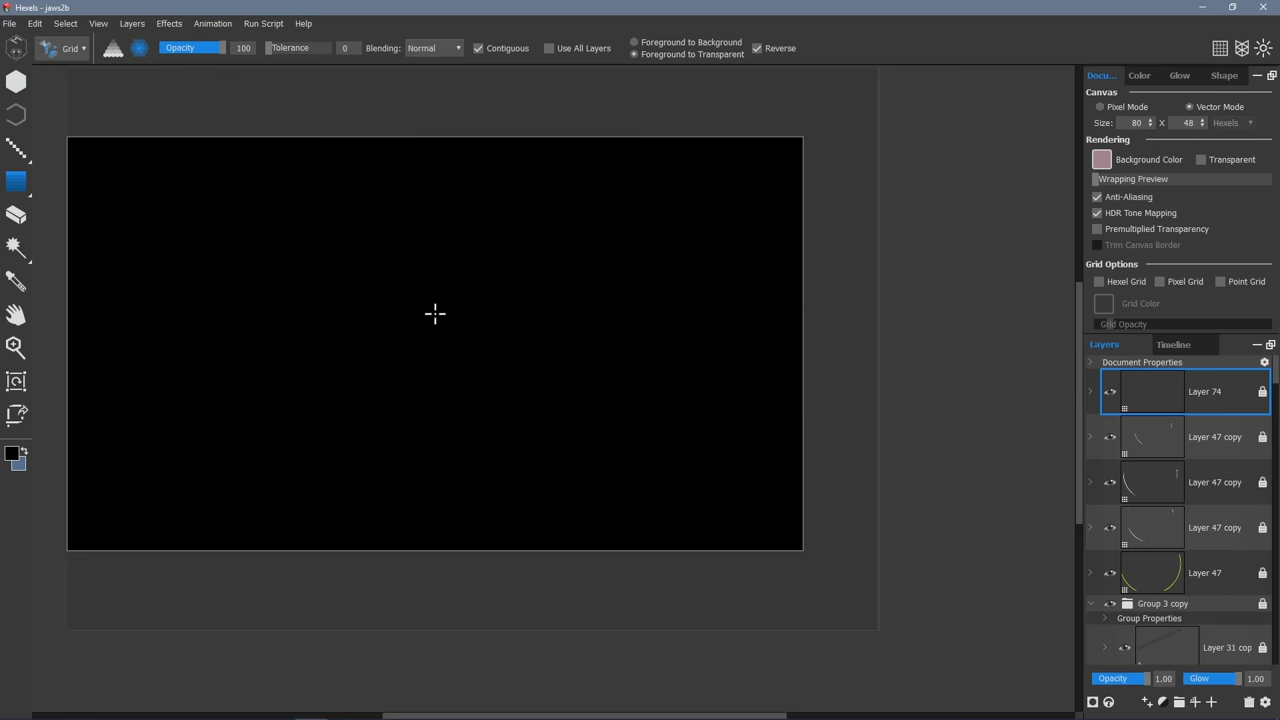 Hexels - jaws2b
File Edit Select View Layers Effects Animation Run Script Help
Grid Opacity 100 Tolerance 0 Blending: Normal Contiguous Use All Layers Foreground to Background Reverse
Foreground to Transparent
Docu... Color Glow Shape
Canvas
Pixel Mode Vector Mode
Size: 80 X 48 Hexels
Rendering
Background Color Transparent
Wrapping Preview
Anti-Aliasing
HDR Tone Mapping
Premultiplied Transparency
Trim Canvas Border
Grid Options
Hexel Grid Pixel Grid Point Grid
Grid Color
Grid Opacity
Layers Timeline
Document Properties
Layer 74
Layer 47 copy
Layer 47 copy
Layer 47 copy
Layer 47
Group 3 copy
Group Properties
Layer 31 cop
Opacity 1.00 Glow 1.00